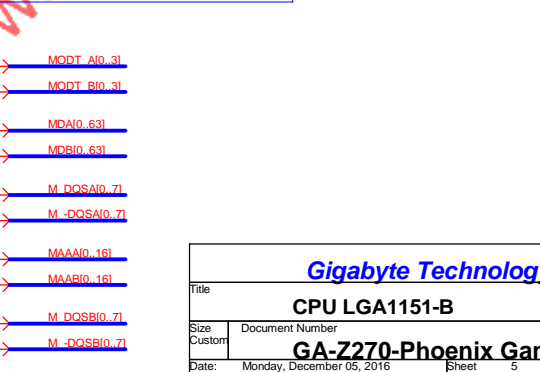 MODT_A[0..3]
MODT_B[0..3]
MDA[0..63]
MDB[0..63]
M_DQSA[0..7]
M_-DQSA[0..7]
MAAA[0..16]
MAAB[0..16]
M_DQSB[0..7]
M_-DQSB[0..7]
Gigabyte Technolog
Title
CPU LGA1151-B
Size
Custom
Document Number
GA-Z270-Phoenix Gam
Date: Monday, December 05, 2016 Sheet 5